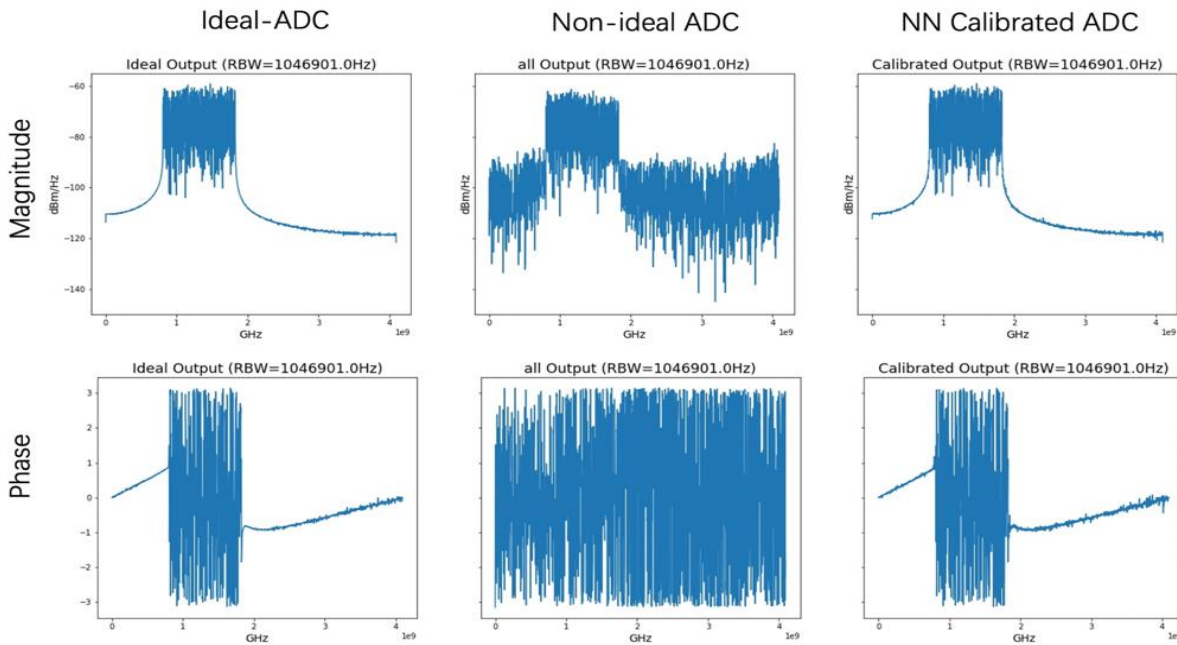 Ideal-ADC
Non-ideal ADC
NN Calibrated ADC
Magnitude
Ideal Output (RBW=1046901.0Hz)
dBm/Hz
−60
−80
−100
−120
−140
0 1 2 3 4
1e9
GHz
all Output (RBW=1046901.0Hz)
dBm/Hz
0 1 2 3 4
1e9
GHz
Calibrated Output (RBW=1046901.0Hz)
dBm/Hz
0 1 2 3 4
1e9
GHz
Phase
Ideal Output (RBW=1046901.0Hz)
3
2
1
0
−1
−2
−3
0 1 2 3 4
1e9
GHz
all Output (RBW=1046901.0Hz)
0 1 2 3 4
1e9
GHz
Calibrated Output (RBW=1046901.0Hz)
0 1 2 3 4
1e9
GHz